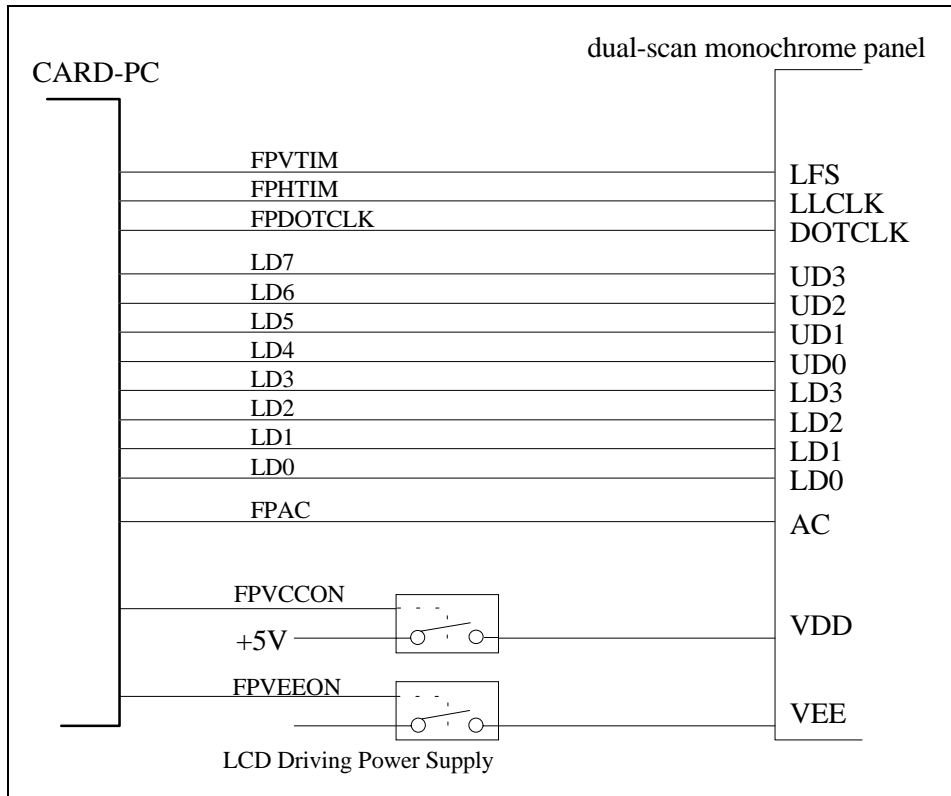 dual-scan monochrome panel
CARD-PC
FPVTIM
LFS
FPHTIM
LLCLK
FPDOTCLK
DOTCLK
LD7
UD3
LD6
UD2
LD5
UD1
LD4
UD0
LD3
LD3
LD2
LD2
LD1
LD1
LD0
LD0
FPAC
AC
FPVCCON
+5V
VDD
FPVEEON
VEE
LCD Driving Power Supply